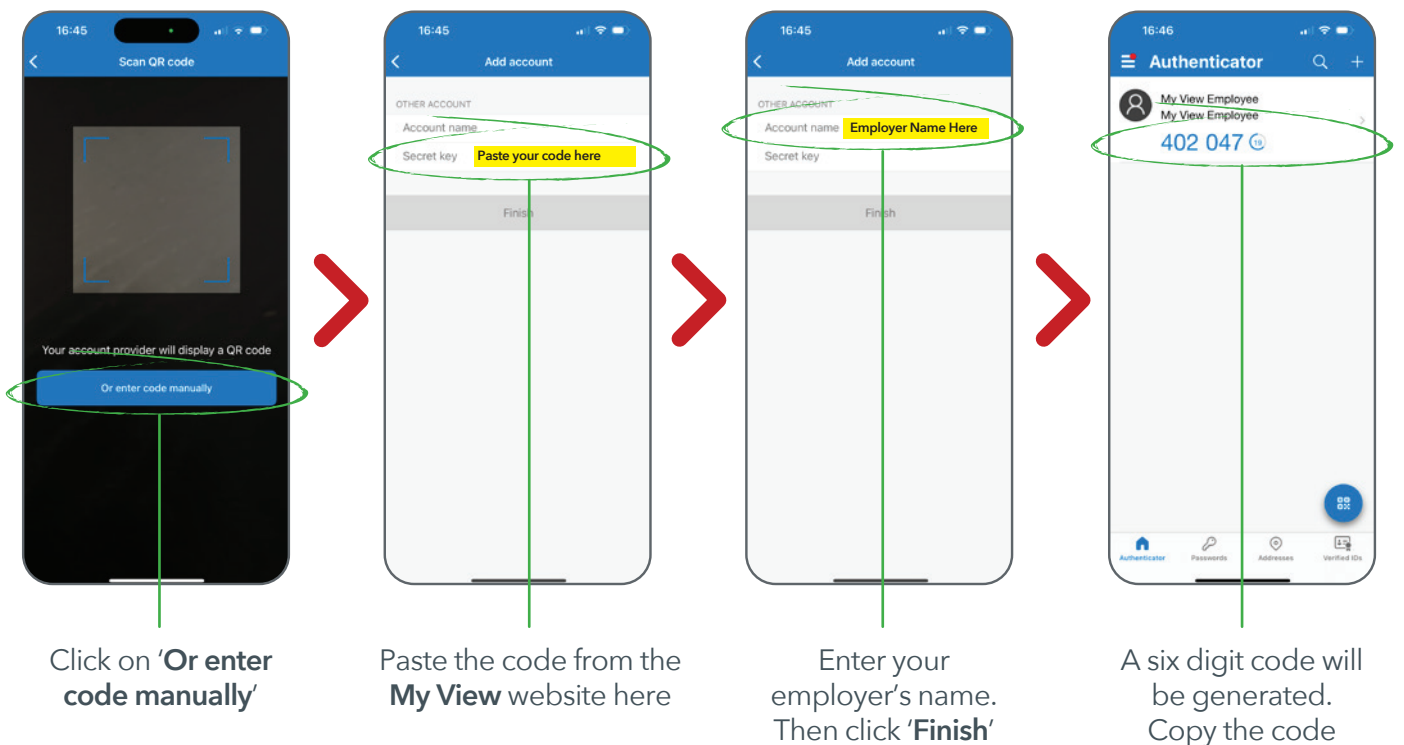 16:45
Scan QR code
Your account provider will display a QR code
Or enter code manually
Click on ‘Or enter
code manually’
16:45
Add account
OTHER ACCOUNT
Account name
Secret key Paste your code here
Finish
Paste the code from the
My View website here
16:45
Add account
OTHER ACCOUNT
Account name Employer Name Here
Secret key
Finish
Enter your
employer’s name.
Then click ‘Finish’
16:46
Authenticator
My View Employee
My View Employee
402 047 19
Authenticator Passwords Addresses Verified IDs
A six digit code will
be generated.
Copy the code